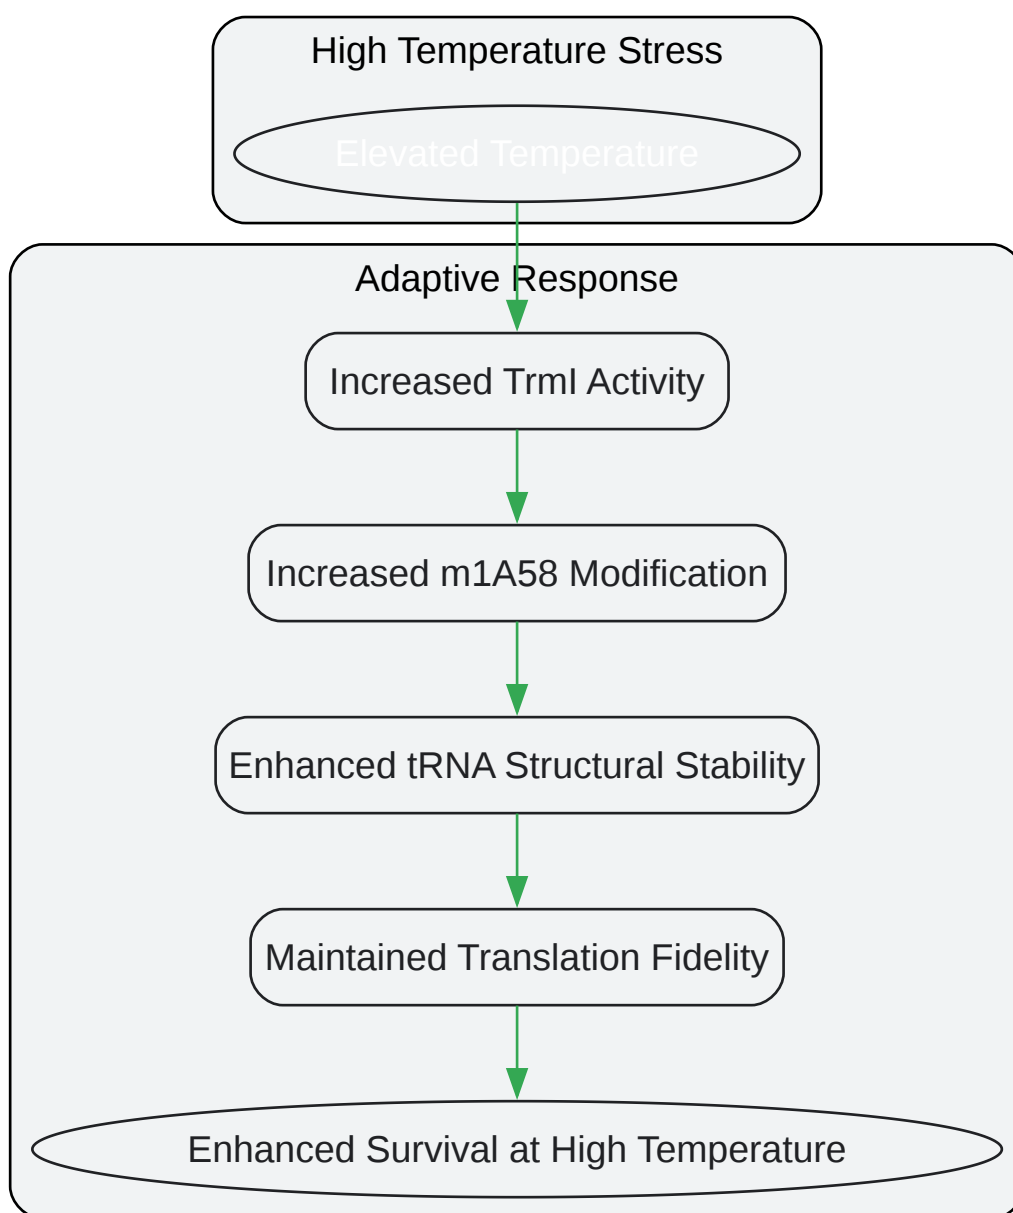 High Temperature Stress
Elevated Temperature
Adaptive Response
Increased TrmI Activity
Increased m1A58 Modification
Enhanced tRNA Structural Stability
Maintained Translation Fidelity
Enhanced Survival at High Temperature